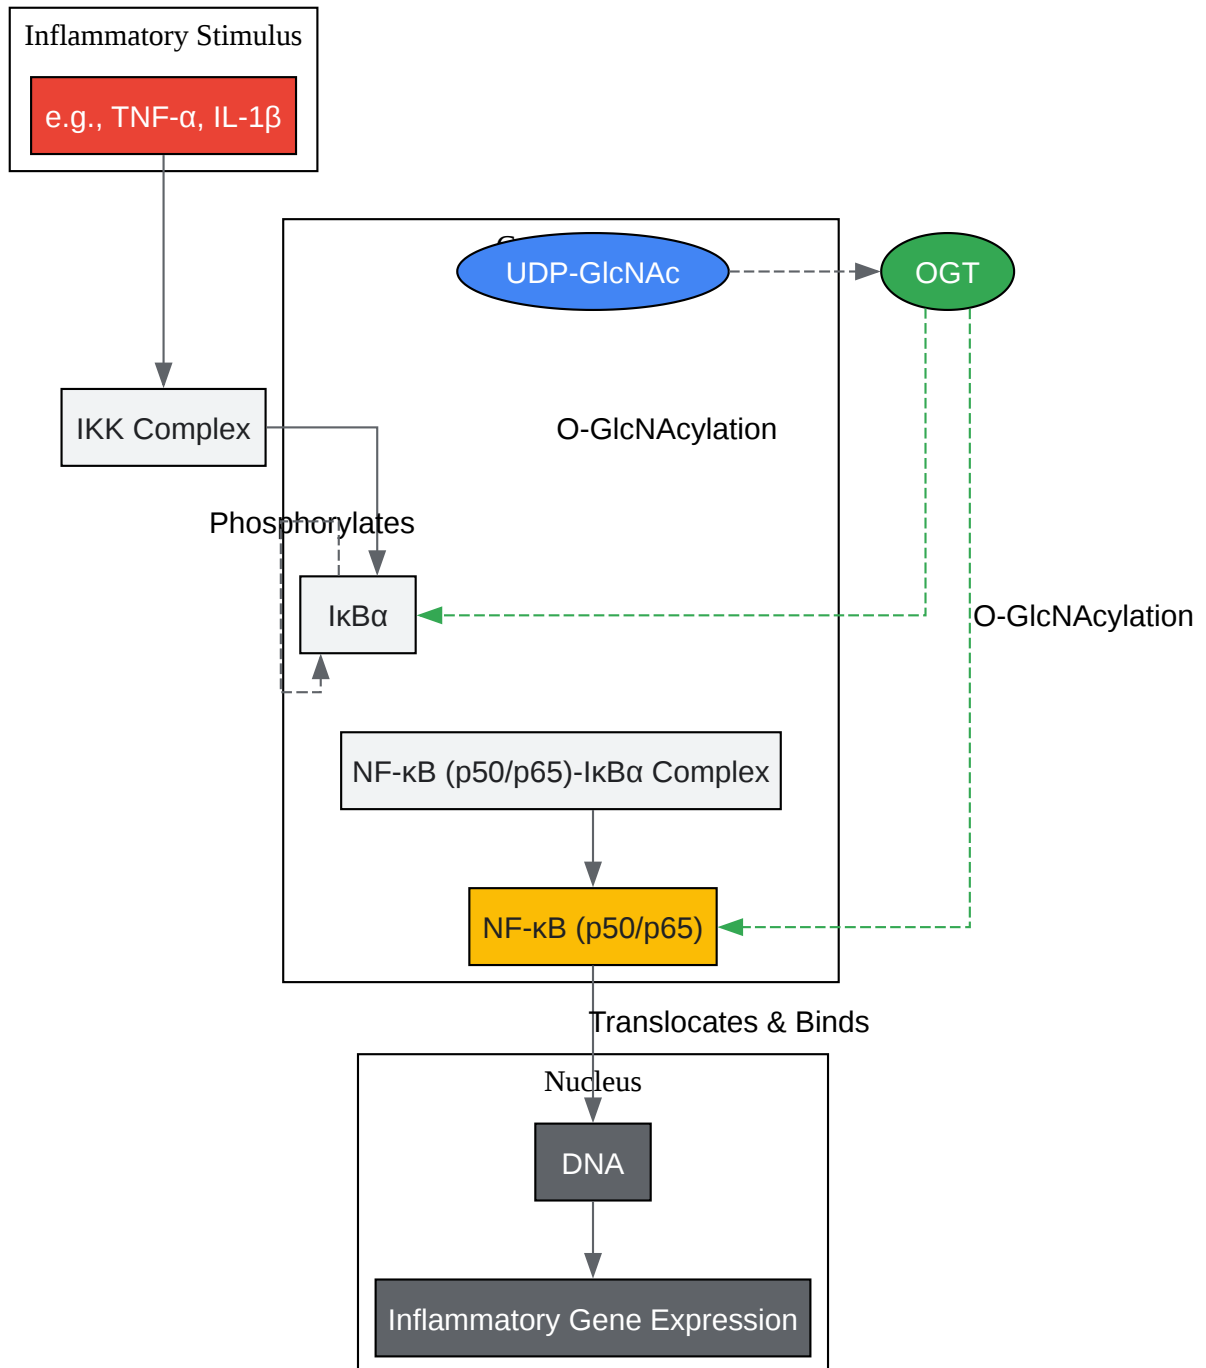 Inflammatory Stimulus
e.g., TNF-α, IL-1β
UDP-GlcNAc
OGT
IKK Complex
O-GlcNAcylation
Phosphorylates
IκBα
O-GlcNAcylation
NF-κB (p50/p65)-IκBα Complex
NF-κB (p50/p65)
Translocates & Binds
Nucleus
DNA
Inflammatory Gene Expression